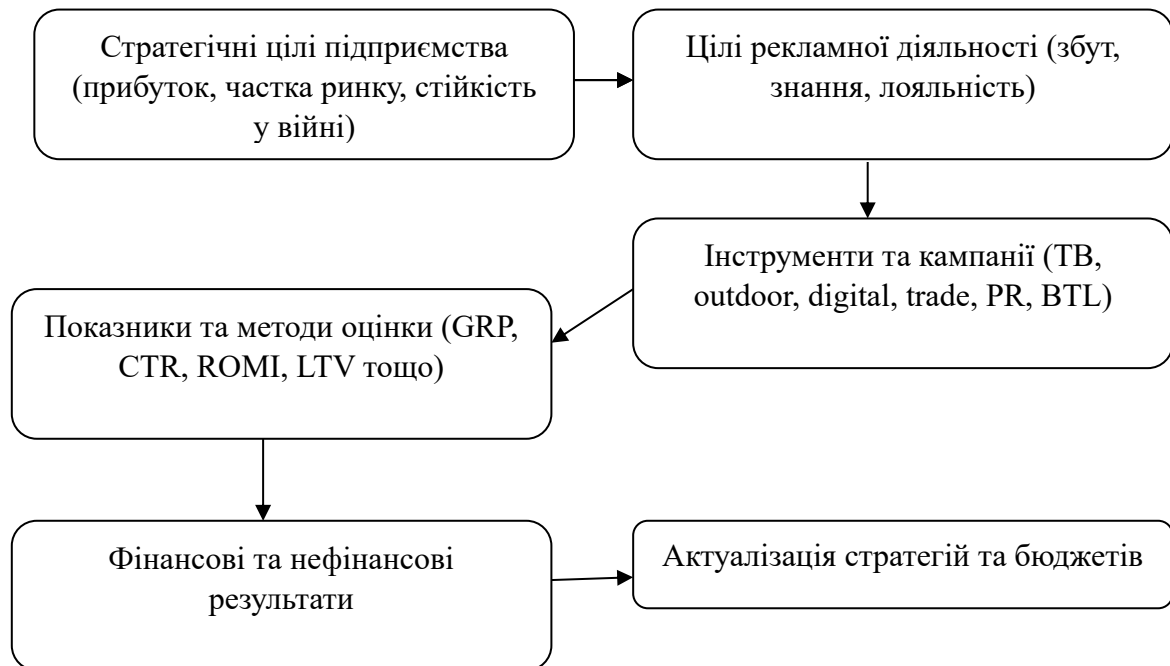 Стратегічні цілі підприємства
(прибуток, частка ринку, стійкість
у війні)
Цілі рекламної діяльності (збут,
знання, лояльність)
Інструменти та кампанії (ТВ,
outdoor, digital, trade, PR, BTL)
Показники та методи оцінки (GRP,
CTR, ROMI, LTV тощо)
Фінансові та нефінансові
результати
Актуалізація стратегій та бюджетів